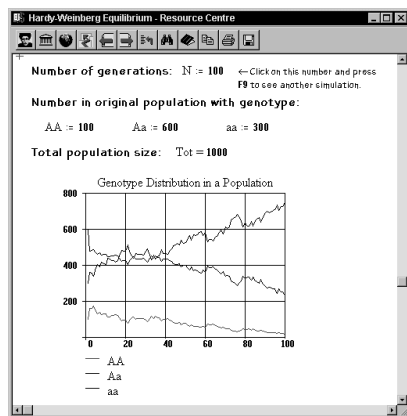 Hardy-Weinberg Equilibrium - Resource Centre
Number of generations: N := 100 ←Click on this number and press
F9 to see another simulation.
Number in original population with genotype:
AA := 100 Aa := 600 aa := 300
Total population size: Tot = 1000
Genotype Distribution in a Population
800
600
400
200
0 20 40 60 80 100
AA
Aa
aa